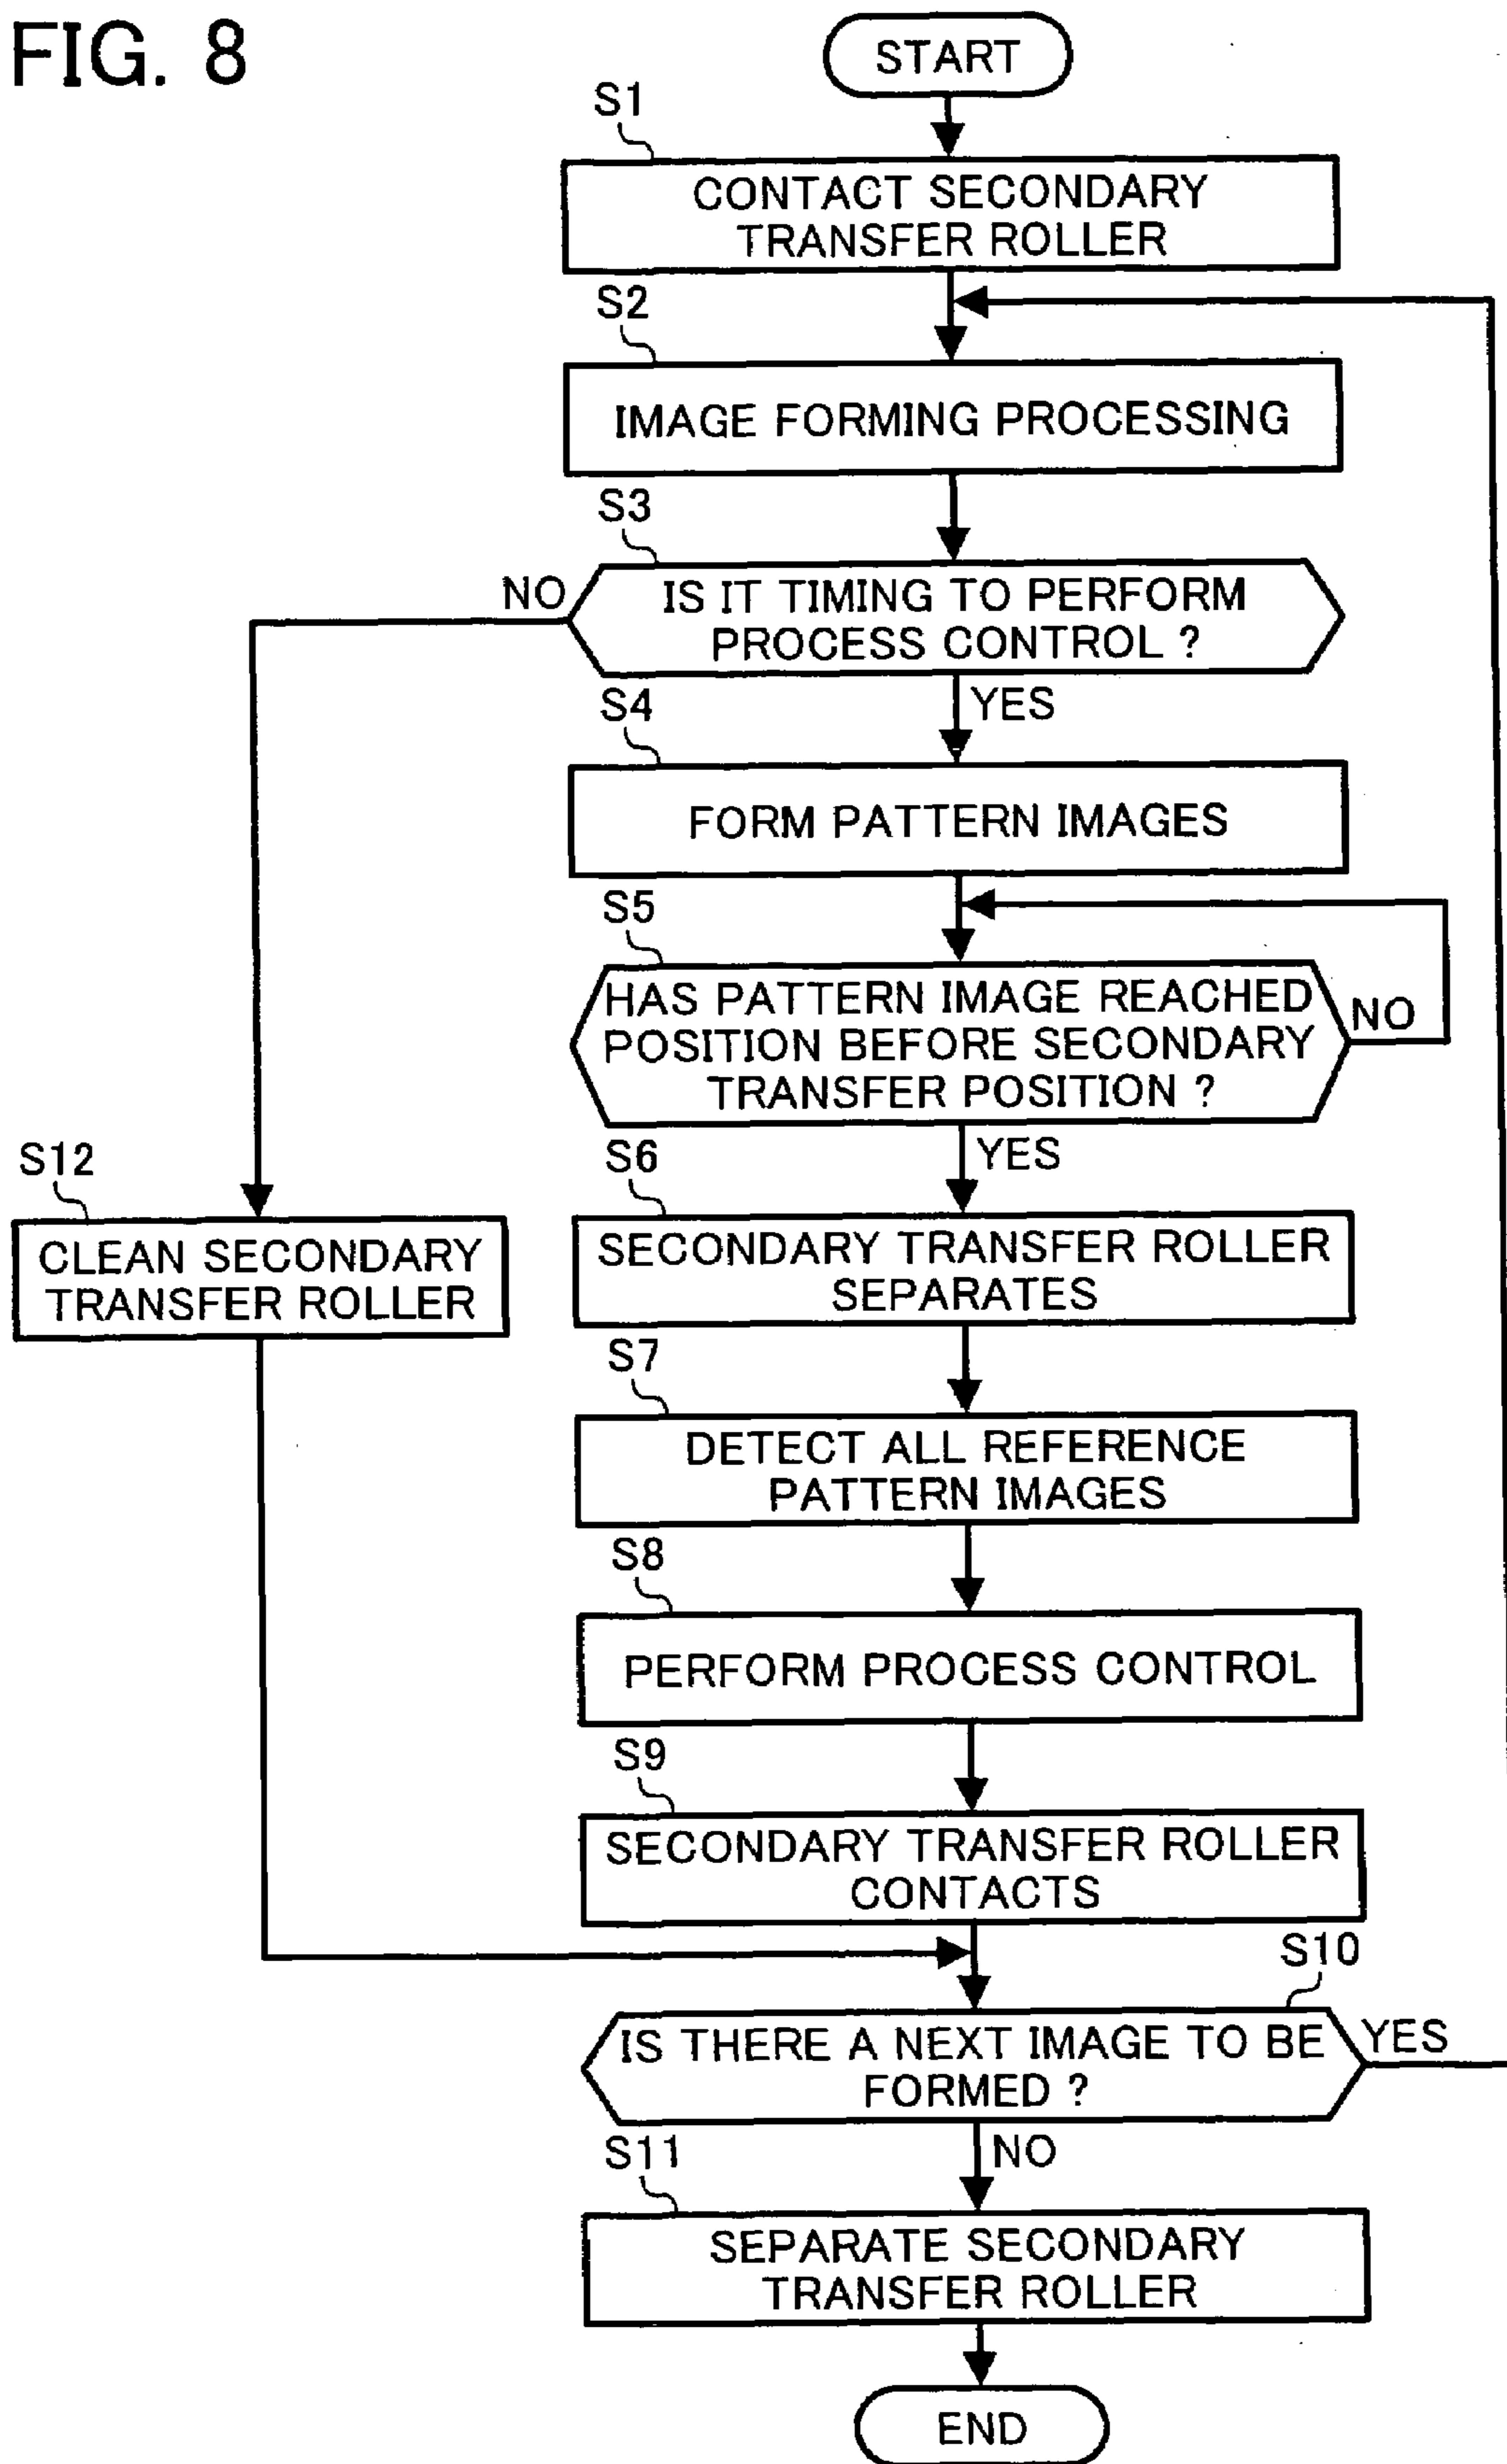 FIG. 8
START
S1
CONTACT SECONDARY
TRANSFER ROLLER
S2
IMAGE FORMING PROCESSING
S3
NO
IS IT TIMING TO PERFORM
PROCESS CONTROL ?
YES
S4
FORM PATTERN IMAGES
S5
HAS PATTERN IMAGE REACHED
POSITION BEFORE SECONDARY
TRANSFER POSITION ?
NO
YES
S12
CLEAN SECONDARY
TRANSFER ROLLER
S6
SECONDARY TRANSFER ROLLER
SEPARATES
S7
DETECT ALL REFERENCE
PATTERN IMAGES
S8
PERFORM PROCESS CONTROL
S9
SECONDARY TRANSFER ROLLER
CONTACTS
S10
IS THERE A NEXT IMAGE TO BE
FORMED ?
YES
NO
S11
SEPARATE SECONDARY
TRANSFER ROLLER
END